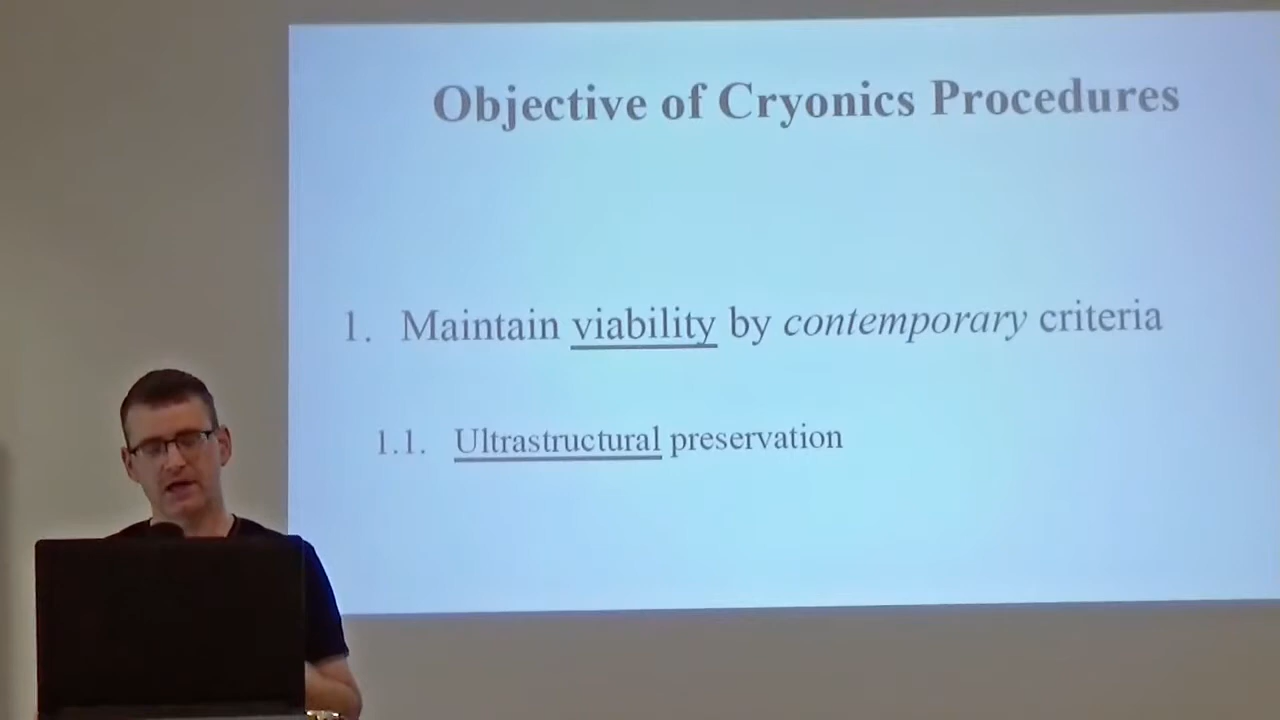 Objective of Cryonics Procedures
1. Maintain viability by contemporary criteria
1.1. Ultrastructural preservation